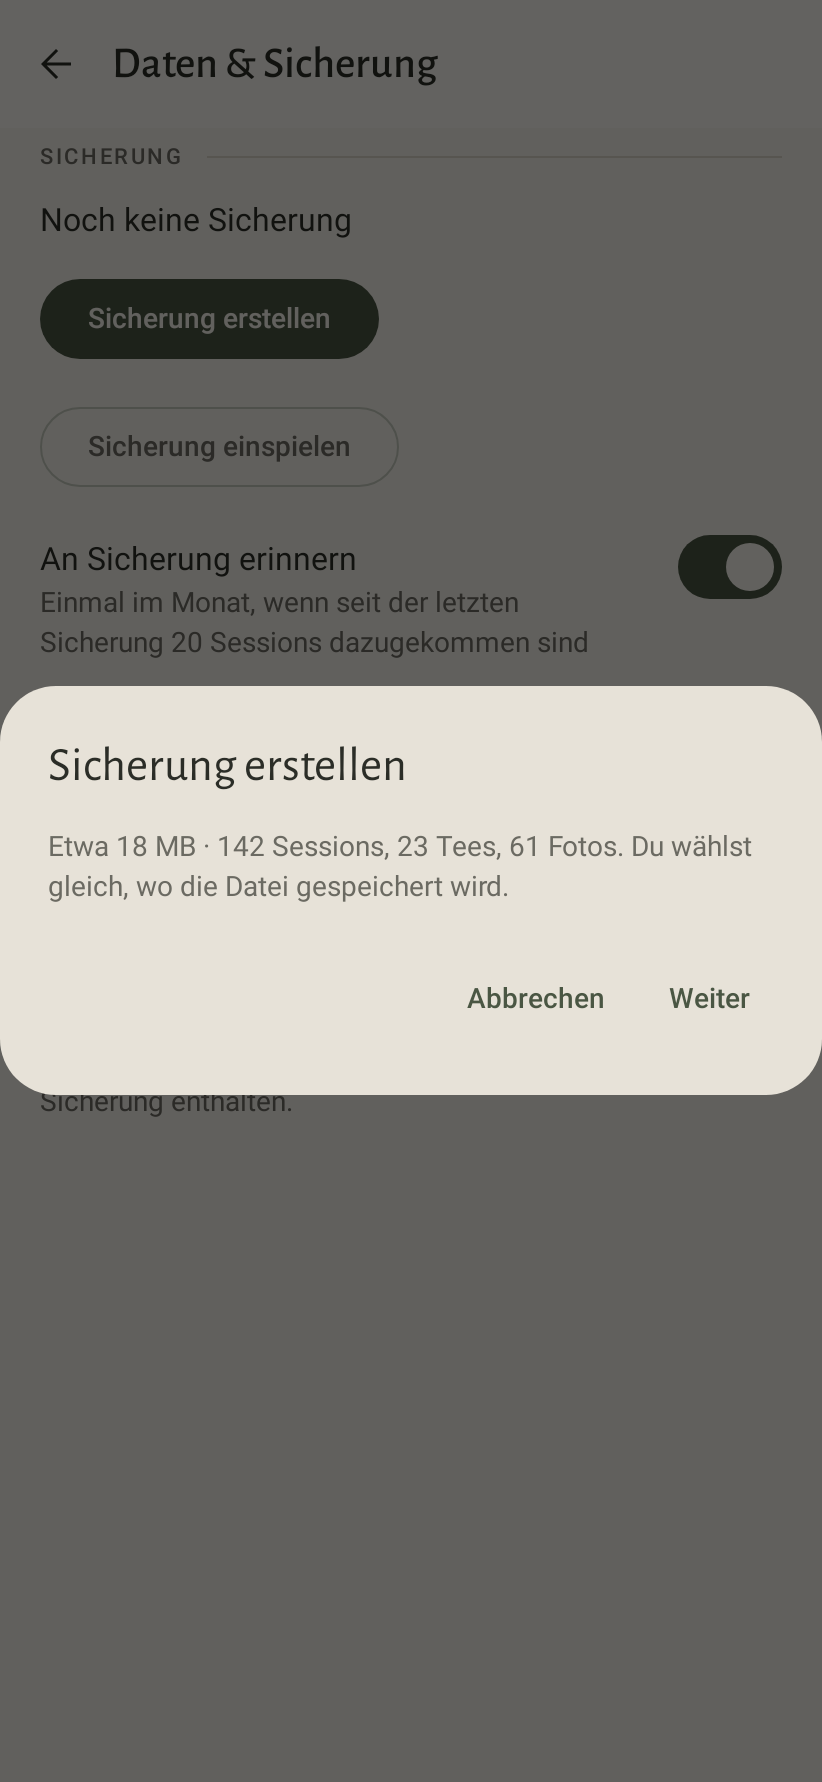 Daten & Sicherung
SICHERUNG
Noch keine Sicherung
Sicherung erstellen
Sicherung einspielen
An Sicherung erinnern
Einmal im Monat, wenn seit der letzten
Sicherung 20 Sessions dazugekommen sind
Sicherung erstellen
Etwa 18 MB · 142 Sessions, 23 Tees, 61 Fotos. Du wählst
gleich, wo die Datei gespeichert wird.
Abbrechen Weiter
Sicherung enthalten.